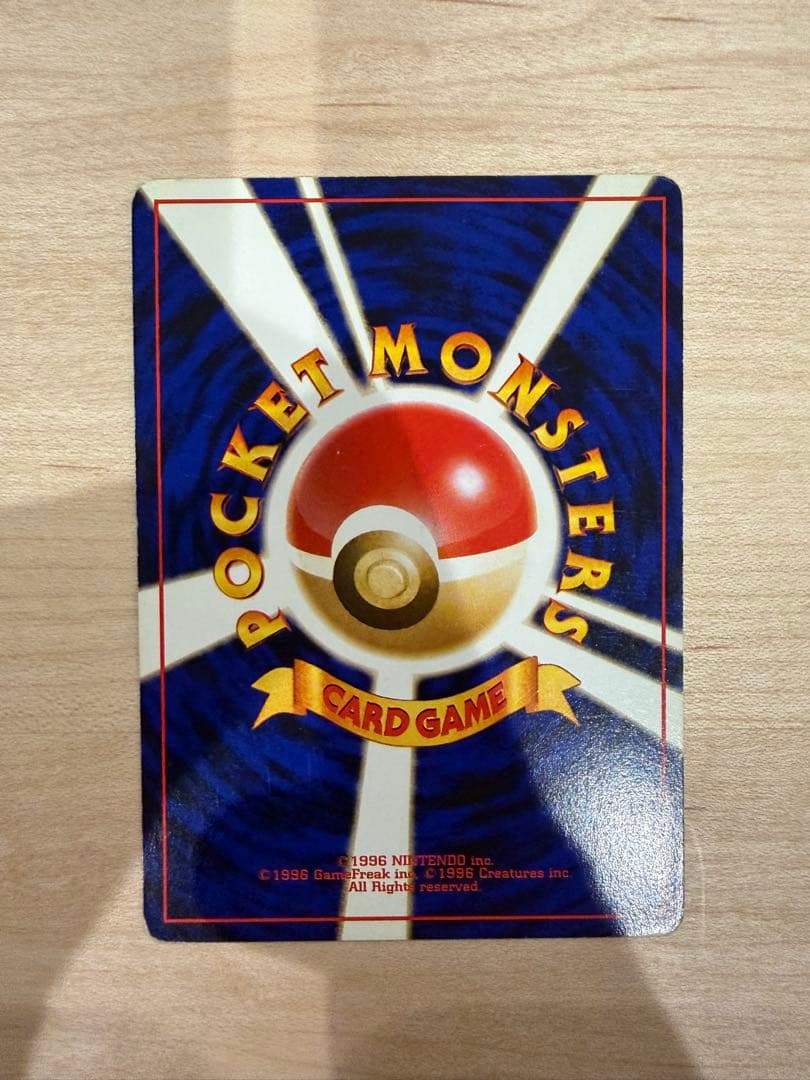 POCKET MONSTERS
CARD GAME
©1996 NINTENDO inc.
©1996 GameFreak inc. ©1996 Creatures inc.
All Rights reserved.